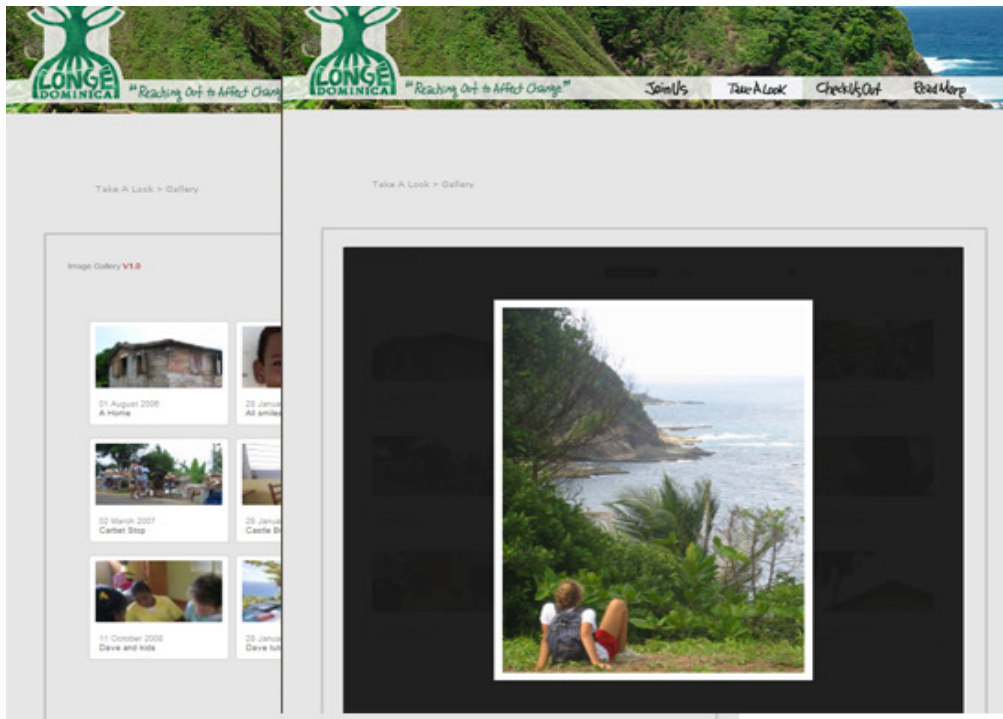 LONGE
DOMINICA
"Reaching Out to Affect Chang
LONGE
DOMINICA
"Reaching Out to Affect Change"
Join Us
Take A Look
Check Us Out
Read More
Take A Look > Gallery
Take A Look > Gallery
Image Gallery V1.0
01 August 2006
A Home
28 Janua
All smiles
02 March 2007
Carbet Stop
28 Janua
Castle B
11 October 2006
Dave and kids
28 Janua
Dave tut